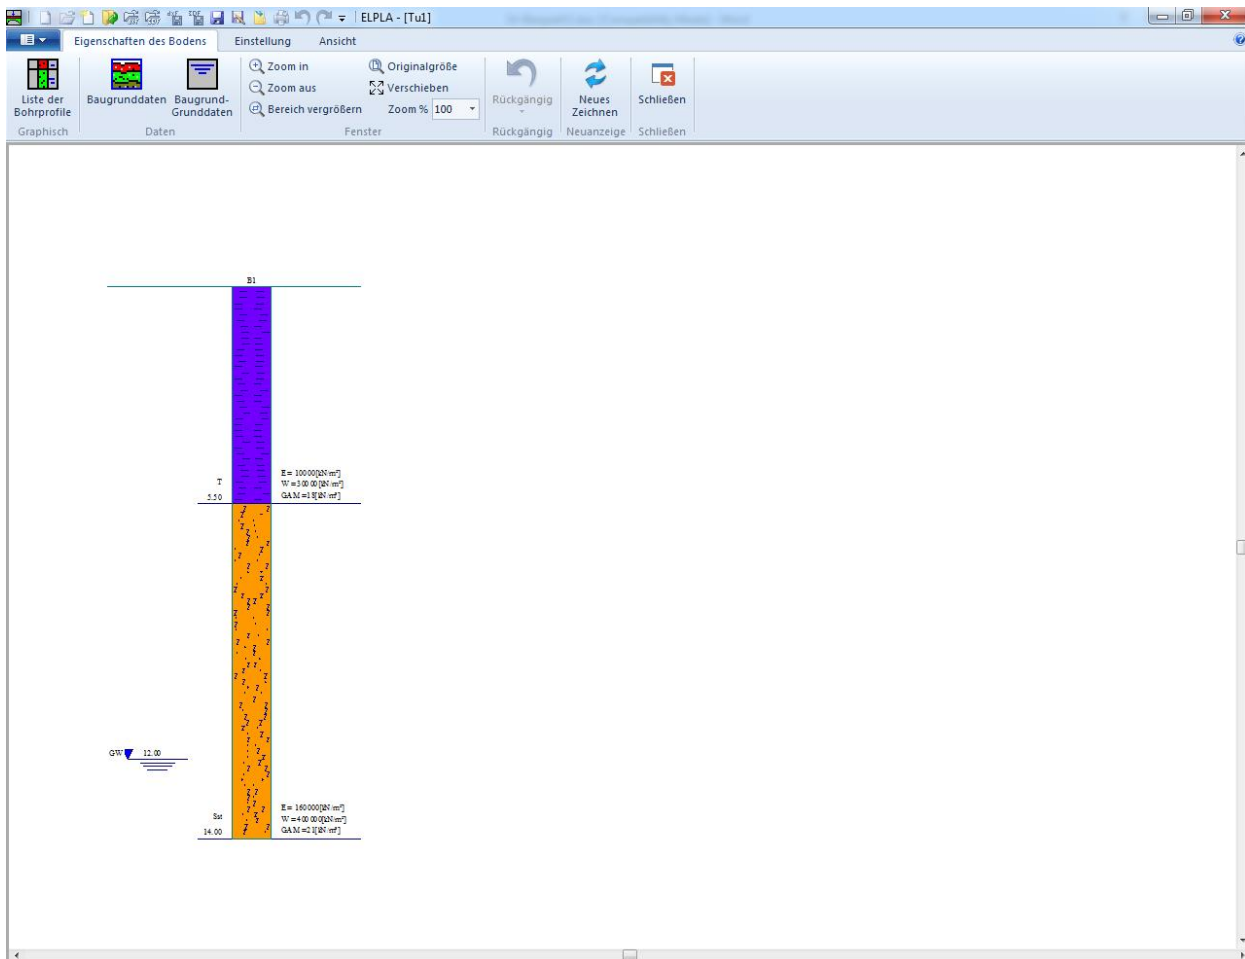 ELPLA - [Tu1]
Eigenschaften des Bodens Einstellung Ansicht
Liste der Bohrprofile
Baugrunddaten
Baugrund-Grunddaten
Zoom in
Zoom aus
Bereich vergrößern
Originalgröße
Verschieben
Zoom % 100
Rückgängig
Neues Zeichnen
Schließen
Graphisch Daten Fenster Rückgängig Neuanzeige Schließen
B1
T
5.50
E = 10000[kN/m²]
W =30000[kN/m²]
GAM =18[kN/m³]
GW 12.00
Sst
14.00
E = 160000[kN/m²]
W =400000[kN/m²]
GAM =21[kN/m³]